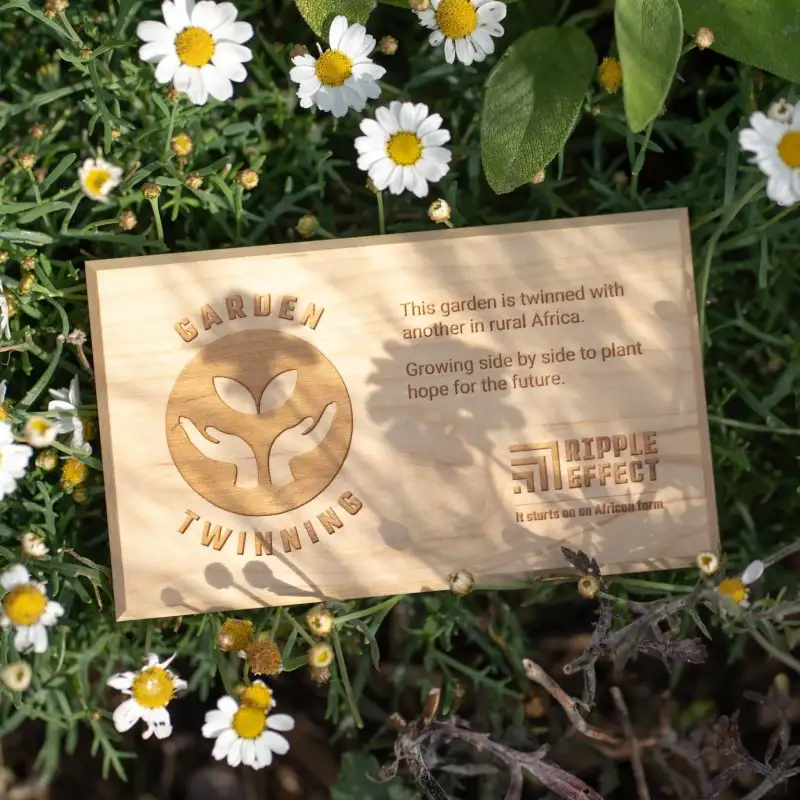 GARDEN
TWINNING
This garden is twinned with
another in rural Africa.
Growing side by side to plant
hope for the future.
RIPPLE
EFFECT
It starts on an African farm